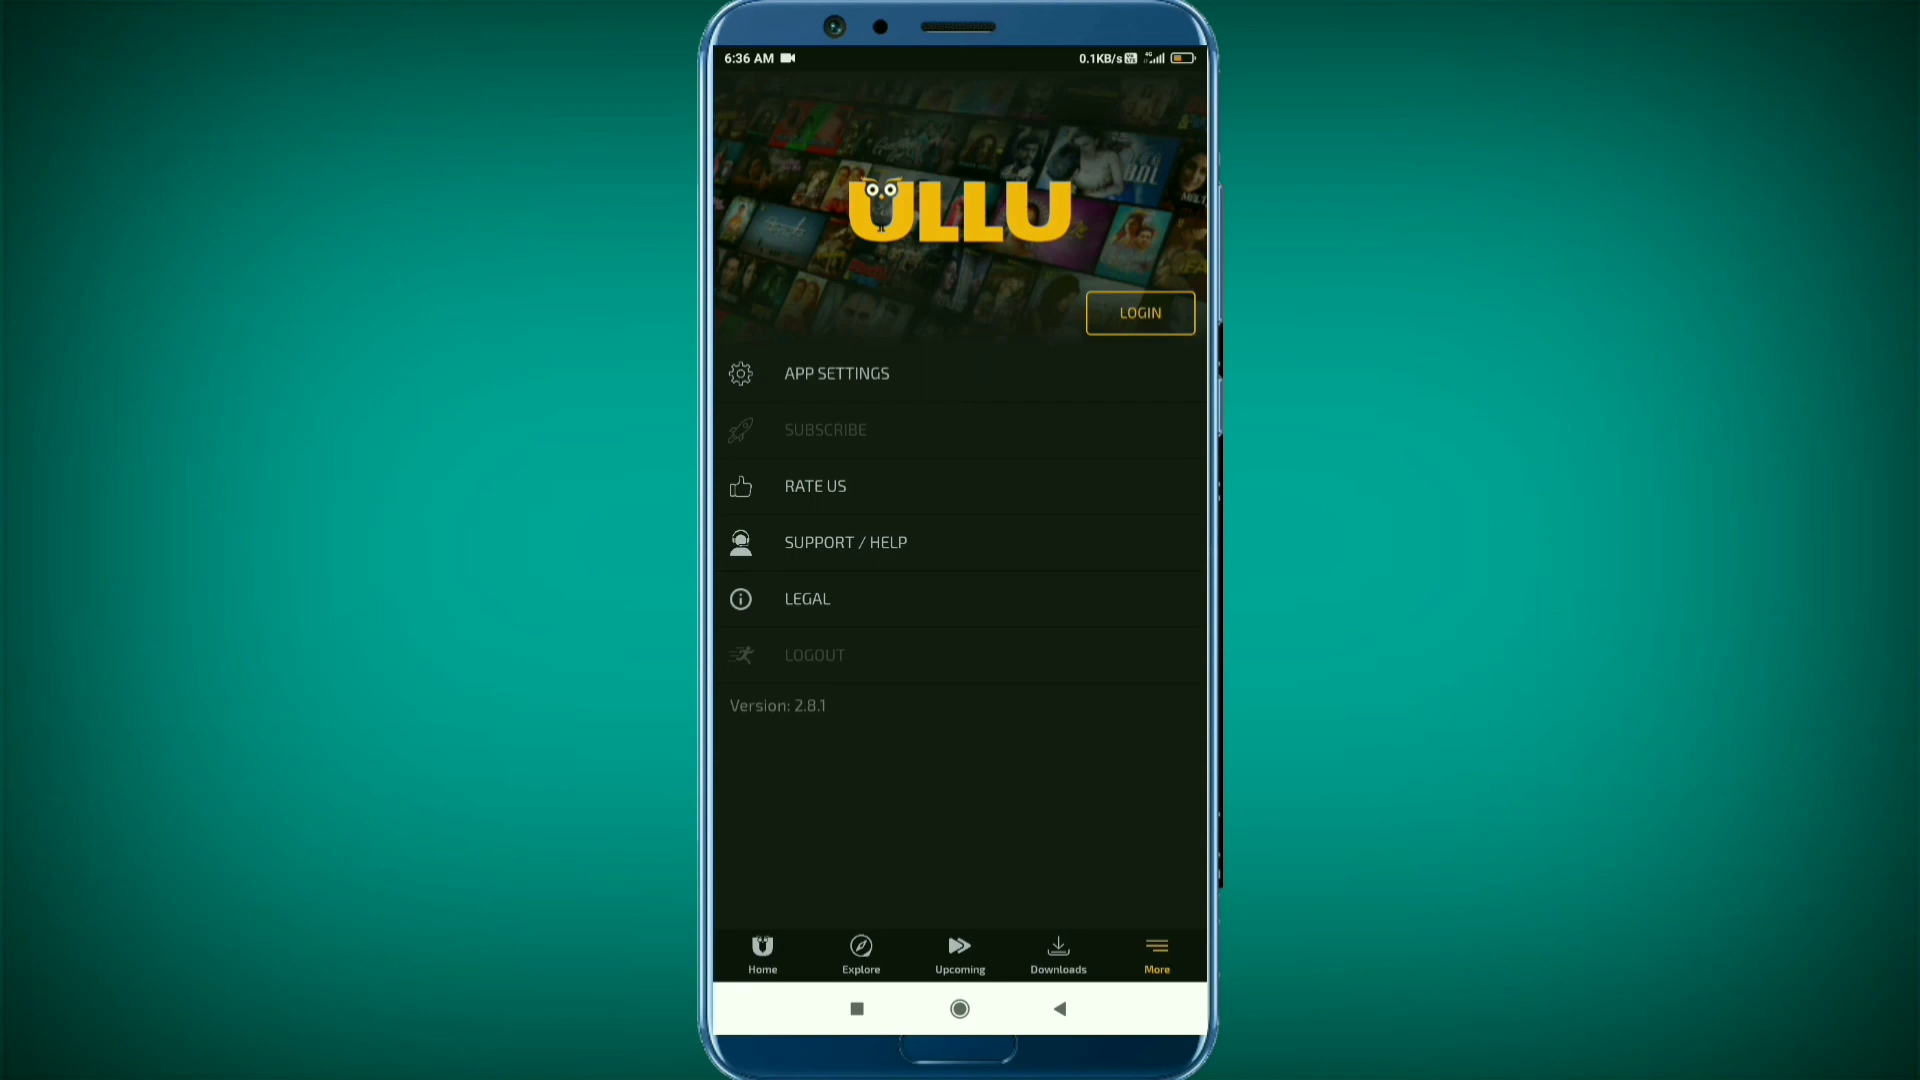 6:36 AM 0.1KB/s 4G
ULLU
LOGIN
APP SETTINGS
SUBSCRIBE
RATE US
SUPPORT / HELP
LEGAL
LOGOUT
Version: 2.8.1
Home Explore Upcoming Downloads More